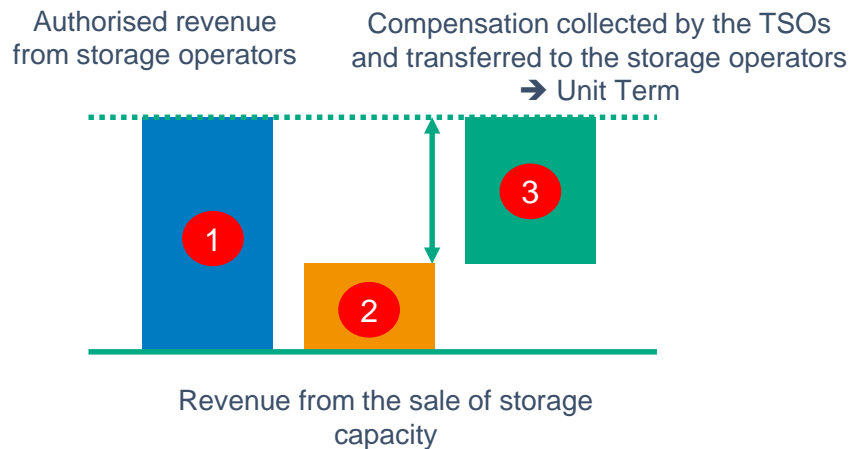 Authorised revenue
from storage operators
Compensation collected by the TSOs
and transferred to the storage operators
➔ Unit Term
1
2
3
Revenue from the sale of storage
capacity